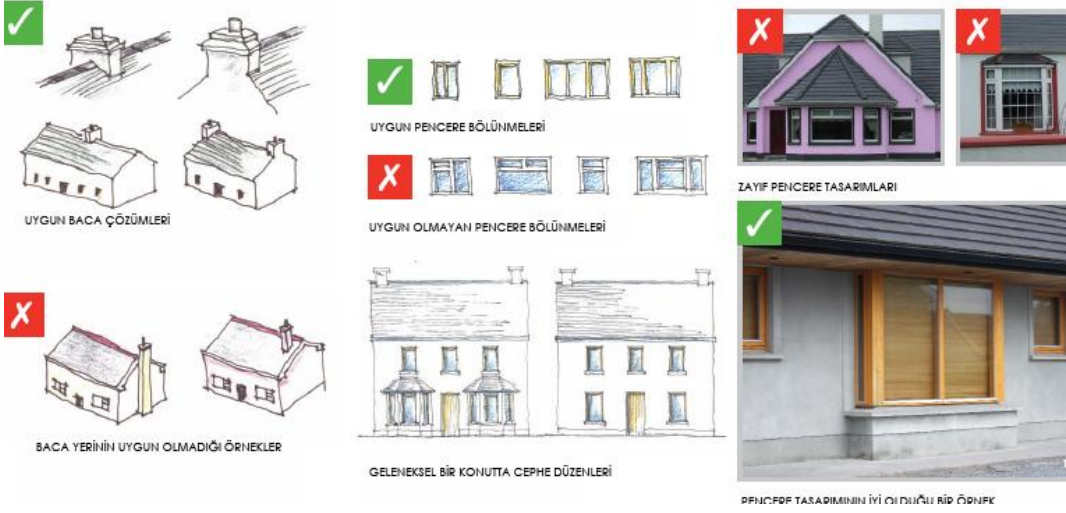 UYGUN BACA ÇÖZÜMLERİ
BACA YERİNİN UYGUN OLMADIĞI ÖRNEKLER
UYGUN PENCERE BÖLÜNMELERİ
UYGUN OLMAYAN PENCERE BÖLÜNMELERİ
GELENEKSEL BİR KONUTTA CEPHE DÜZENLERİ
ZAYIF PENCERE TASARIMLARI
PENCERE TASARIMININ İYİ OLDUĞU BİR ÖRNEK